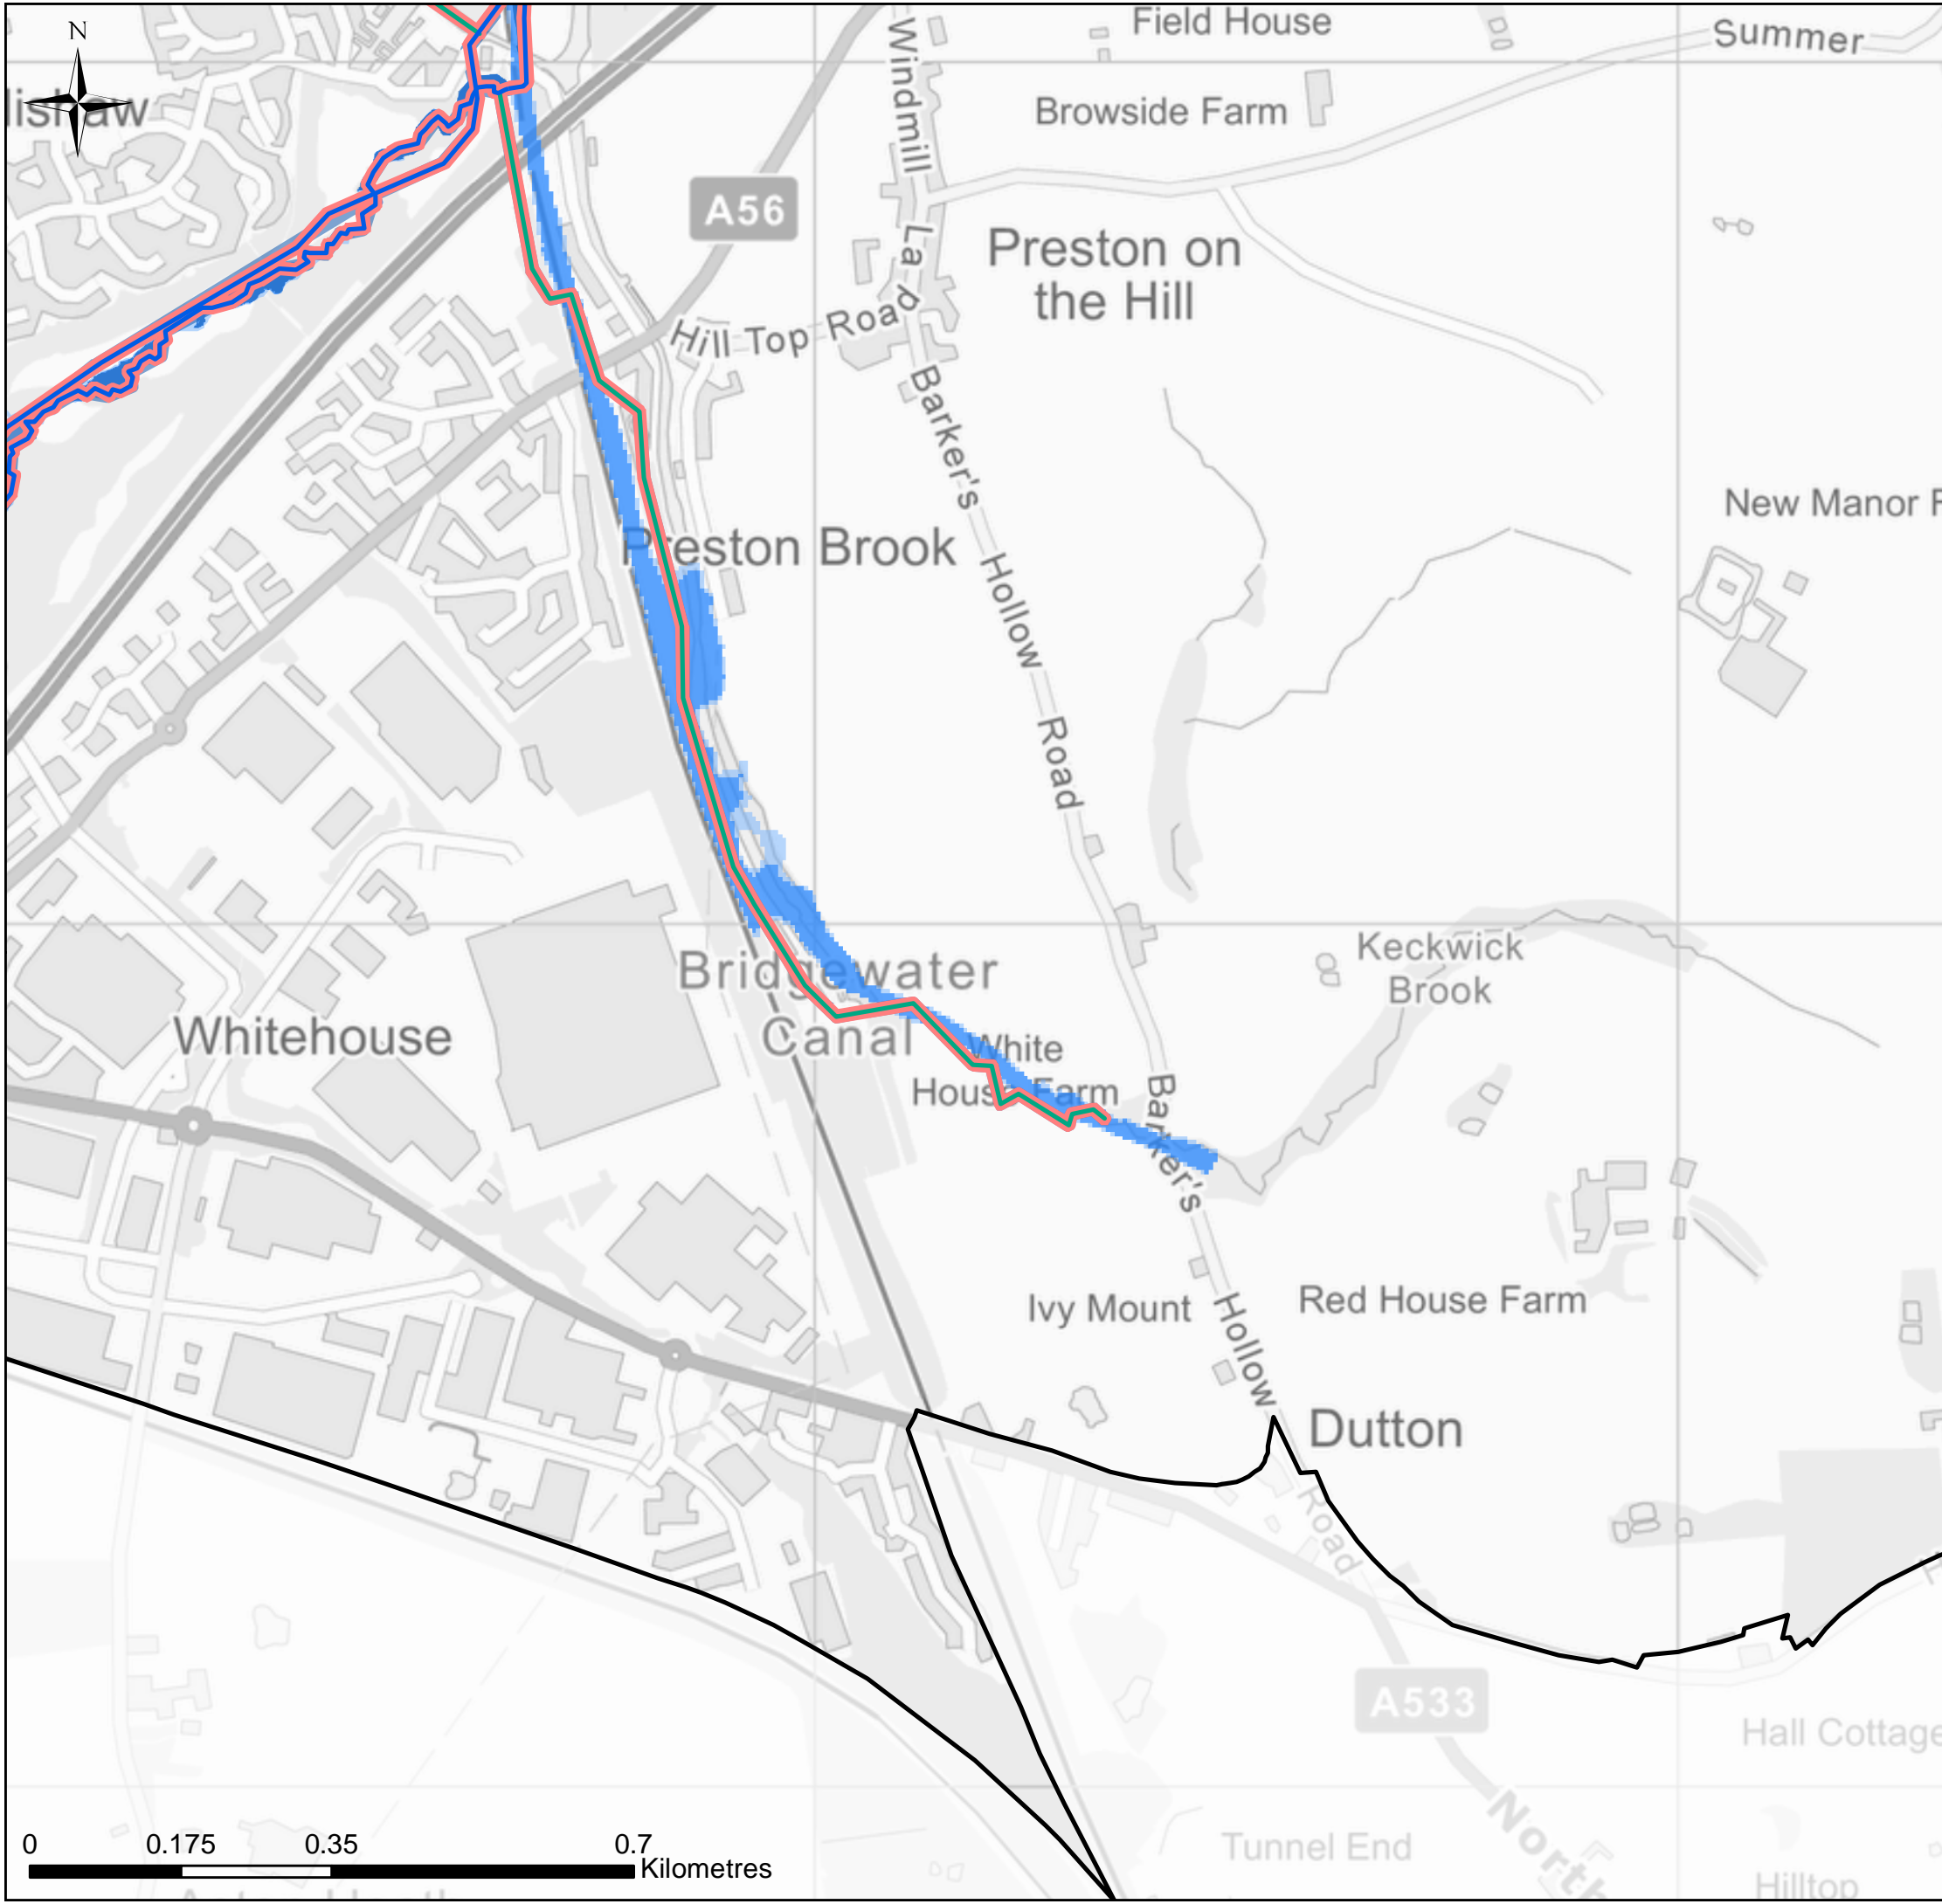 Field House
Summer
N
Windmill
lishaw
Browside Farm
A56
La
Preston on
the Hill
Hill Top Road
Barker's
New Manor F
Preston Brook
Hollow
Road
Keckwick
Brook
Bridgewater
Canal
Whitehouse
White
House Farm
Barker's
Ivy Mount
Red House Farm
Hollow
Dutton
Road
A533
Hall Cottage
North
Tunnel End
Hilltop
0 0.175 0.35 0.7
Kilometres